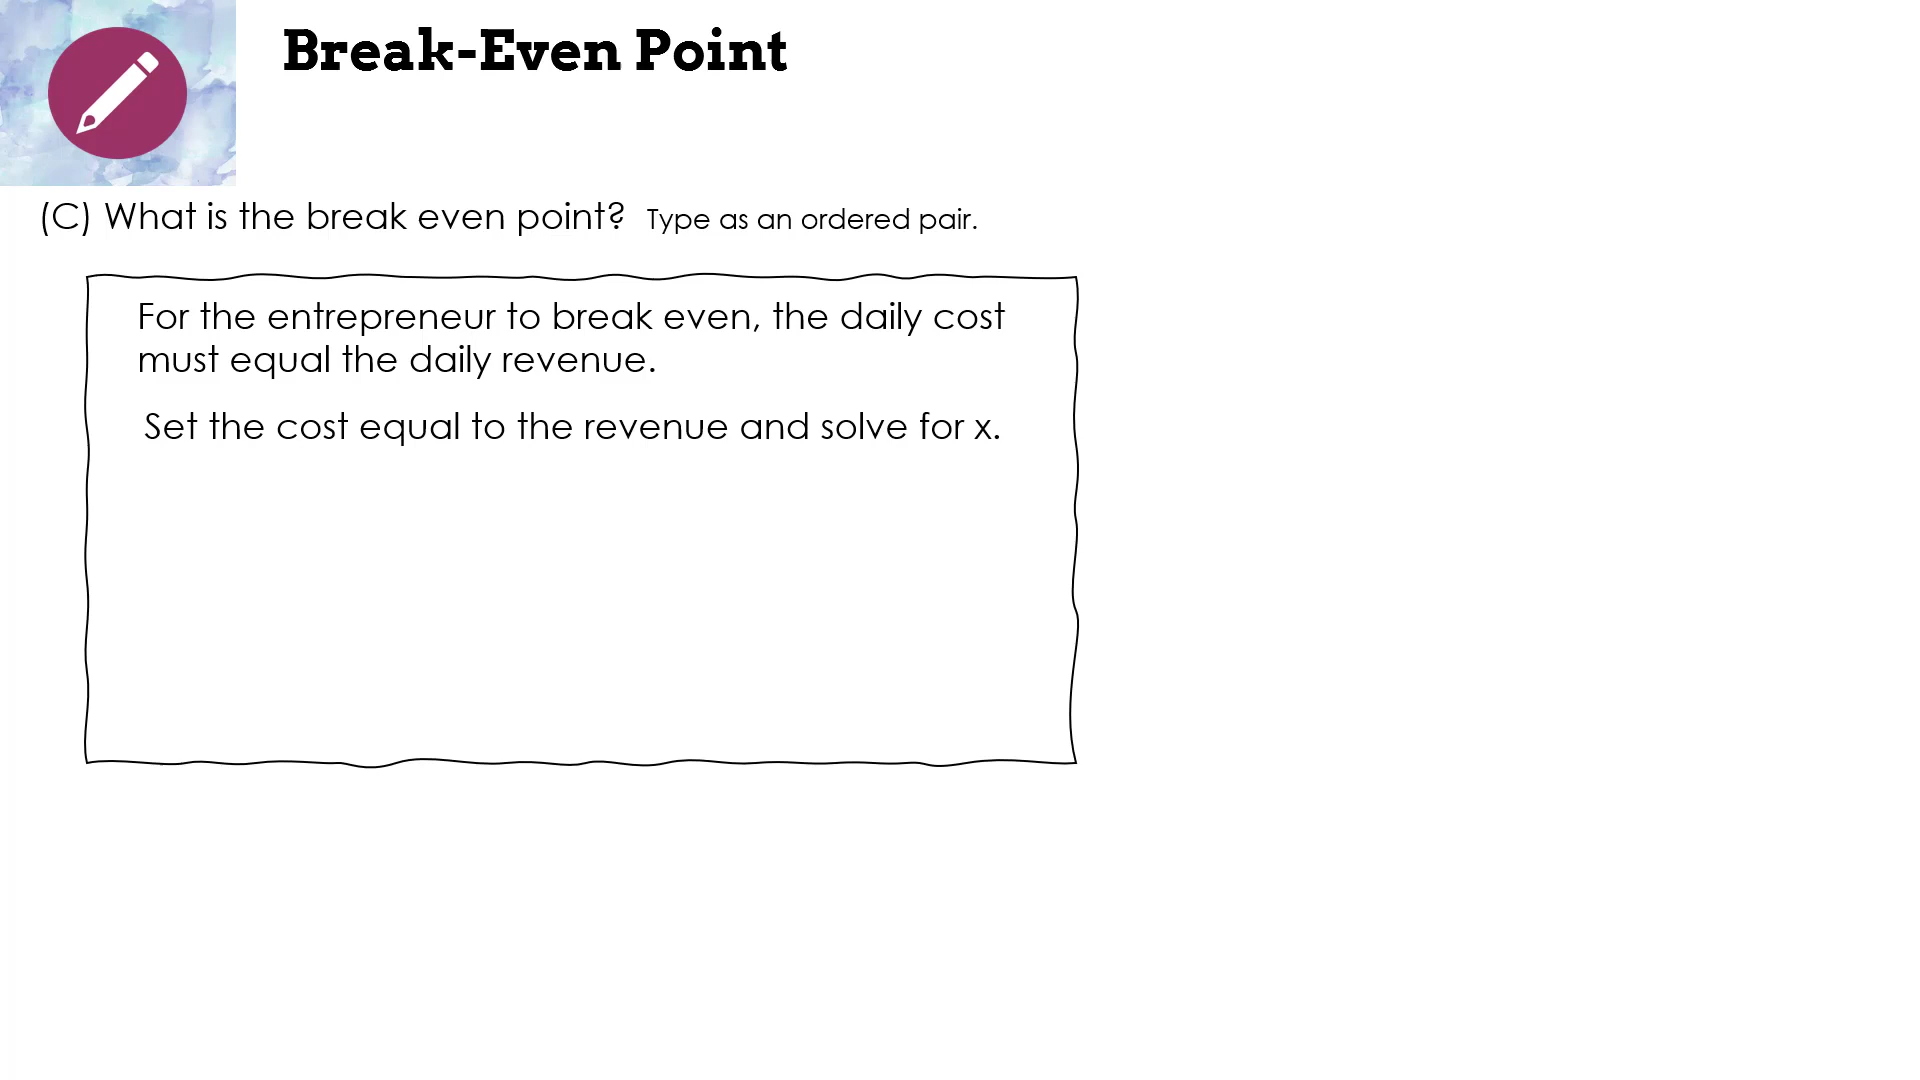 Break-Even Point
(C) What is the break even point? Type as an ordered pair.
For the entrepreneur to break even, the daily cost
must equal the daily revenue.
Set the cost equal to the revenue and solve for x.